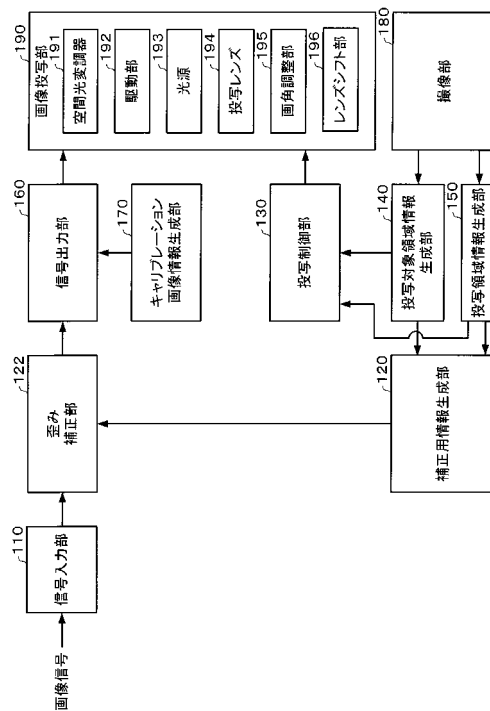 画像信号
110
信号入力部
122
歪み
補正部
160
信号出力部
170
キャリブレーション
画像情報生成部
190
画像投写部
191
空間光変調器
192
駆動部
193
光源
194
投写レンズ
195
画角調整部
196
レンズシフト部
130
投写制御部
120
補正用情報生成部
140
投写対象領域情報
生成部
150
投写領域情報生成部
180
撮像部